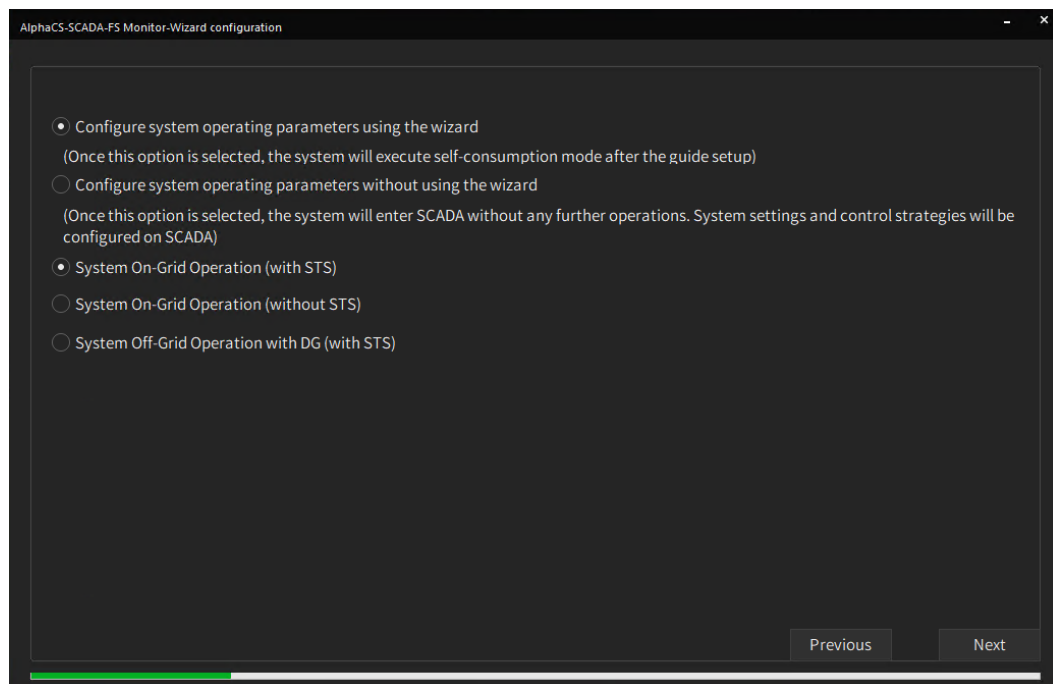 AlphaCS-SCADA-FS Monitor-Wizard configuration
Configure system operating parameters using the wizard
(Once this option is selected, the system will execute self-consumption mode after the guide setup)
Configure system operating parameters without using the wizard
(Once this option is selected, the system will enter SCADA without any further operations. System settings and control strategies will be
configured on SCADA)
System On-Grid Operation (with STS)
System On-Grid Operation (without STS)
System Off-Grid Operation with DG (with STS)
Previous
Next